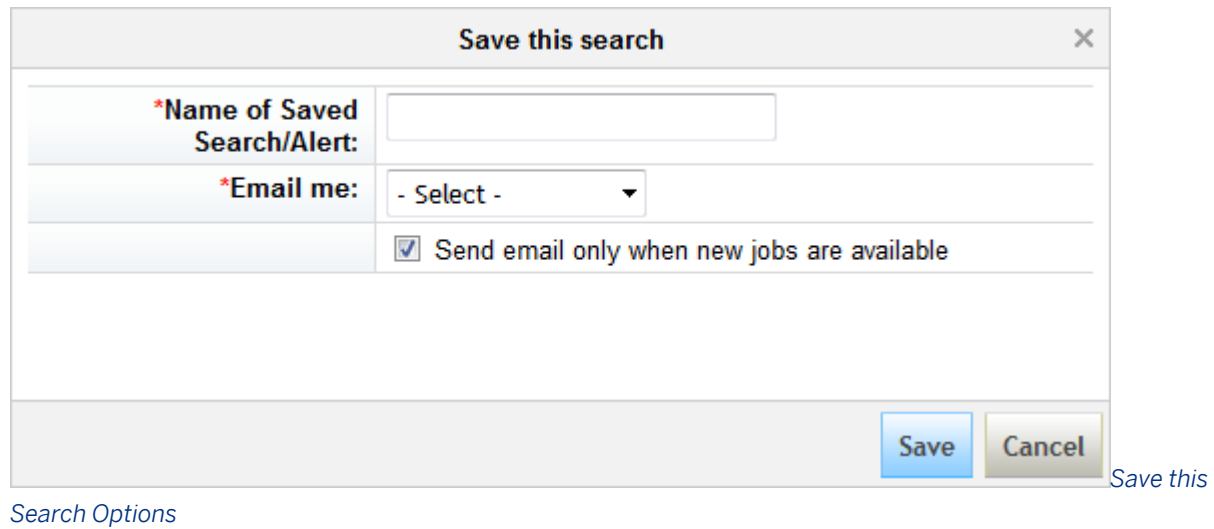 Save this search
*Name of Saved
Search/Alert:
*Email me:
- Select -
Send email only when new jobs are available
Save
Cancel
Save this
Search Options